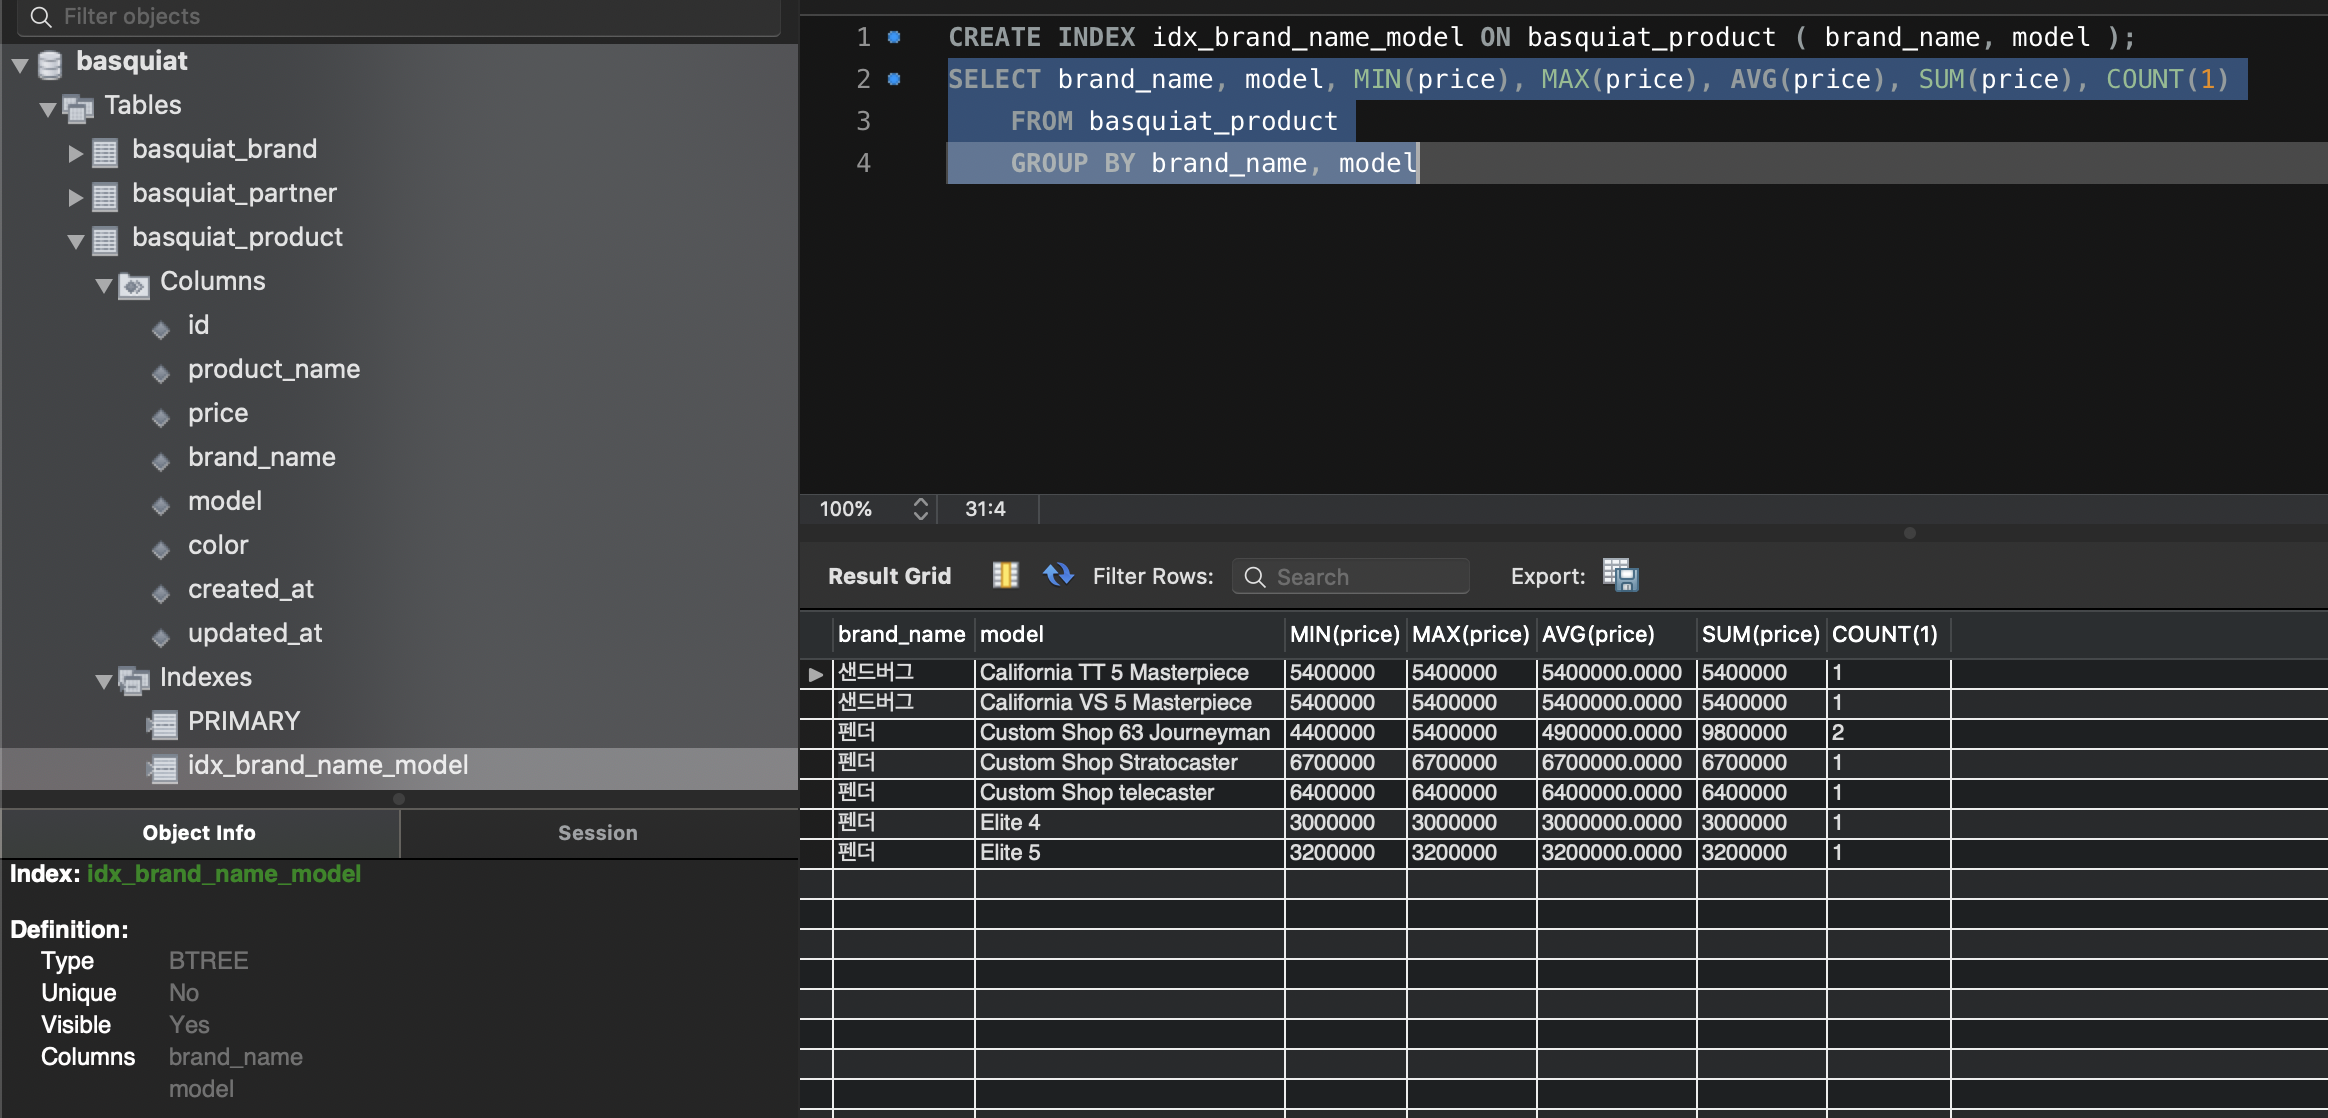 Filter objects
basquiat
Tables
basquiat_brand
basquiat_partner
basquiat_product
Columns
id
product_name
price
brand_name
model
color
created_at
updated_at
Indexes
PRIMARY
idx_brand_name_model
Object Info Session
Index: idx_brand_name_model
Definition:
Type BTREE
Unique No
Visible Yes
Columns brand_name
model
1 CREATE INDEX idx_brand_name_model ON basquiat_product ( brand_name, model );
2 SELECT brand_name, model, MIN(price), MAX(price), AVG(price), SUM(price), COUNT(1)
3 FROM basquiat_product
4 GROUP BY brand_name, model
100% 31:4
Result Grid Filter Rows: Search Export:
brand_name model MIN(price) MAX(price) AVG(price) SUM(price) COUNT(1)
샌드버그 California TT 5 Masterpiece 5400000 5400000 5400000.0000 5400000 1
샌드버그 California VS 5 Masterpiece 5400000 5400000 5400000.0000 5400000 1
펜더 Custom Shop 63 Journeyman 4400000 5400000 4900000.0000 9800000 2
펜더 Custom Shop Stratocaster 6700000 6700000 6700000.0000 6700000 1
펜더 Custom Shop telecaster 6400000 6400000 6400000.0000 6400000 1
펜더 Elite 4 3000000 3000000 3000000.0000 3000000 1
펜더 Elite 5 3200000 3200000 3200000.0000 3200000 1